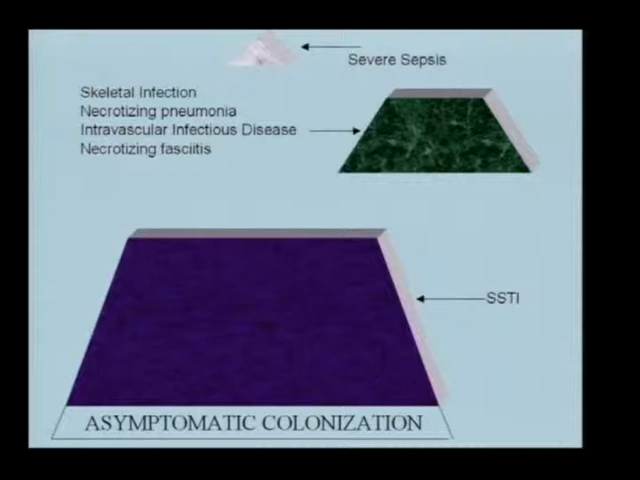 Severe Sepsis
Skeletal Infection
Necrotizing pneumonia
Intravascular Infectious Disease
Necrotizing fasciitis
SSTI
ASYMPTOMATIC COLONIZATION